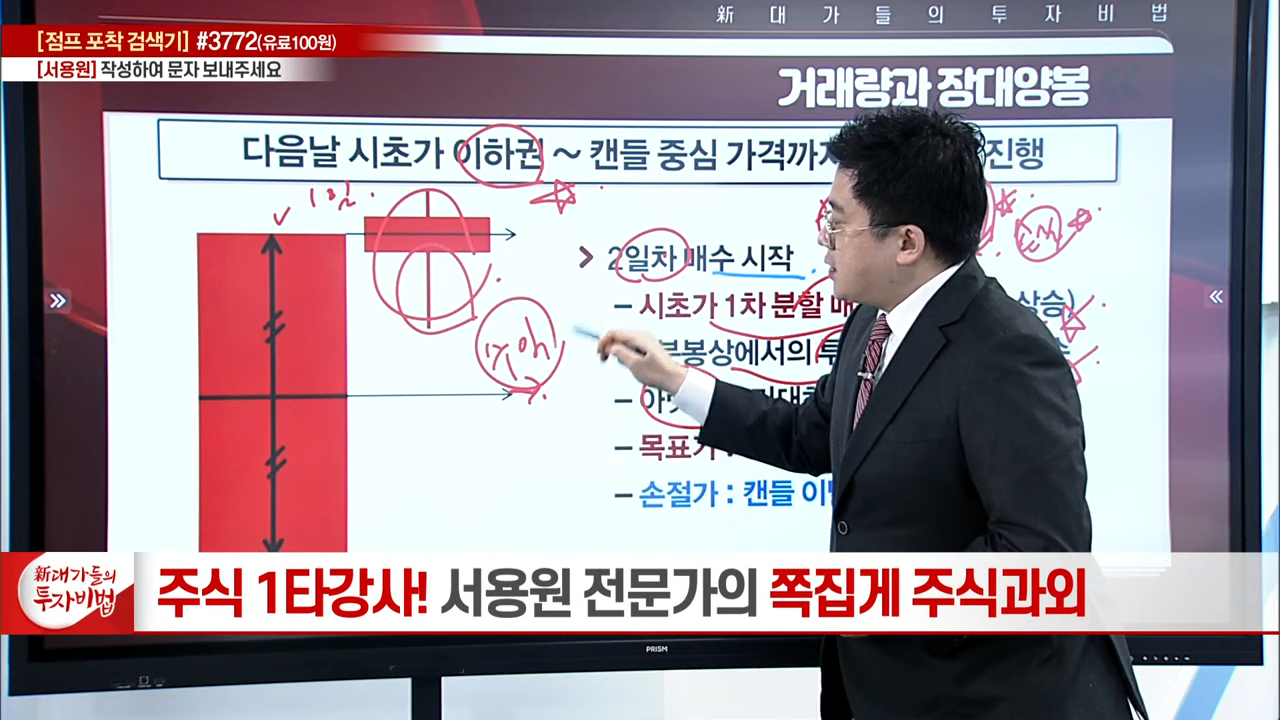 新 대 가 들 의 투 자 비 법
[점프 포착 검색기] #3772(유료100원)
[서용원] 작성하여 문자 보내주세요
거래량과 장대양봉
다음날 시초가 이하권 ~ 캔들 중심 가격까지 진행
1일.
2일차 매수 시작
– 시초가 1차 분할 매 상승)
분봉상에서의
–
– 목표가 :
– 손절가 : 캔들
新대가들의
투자비법
주식 1타강사! 서용원 전문가의 쪽집게 주식과외
PRISM